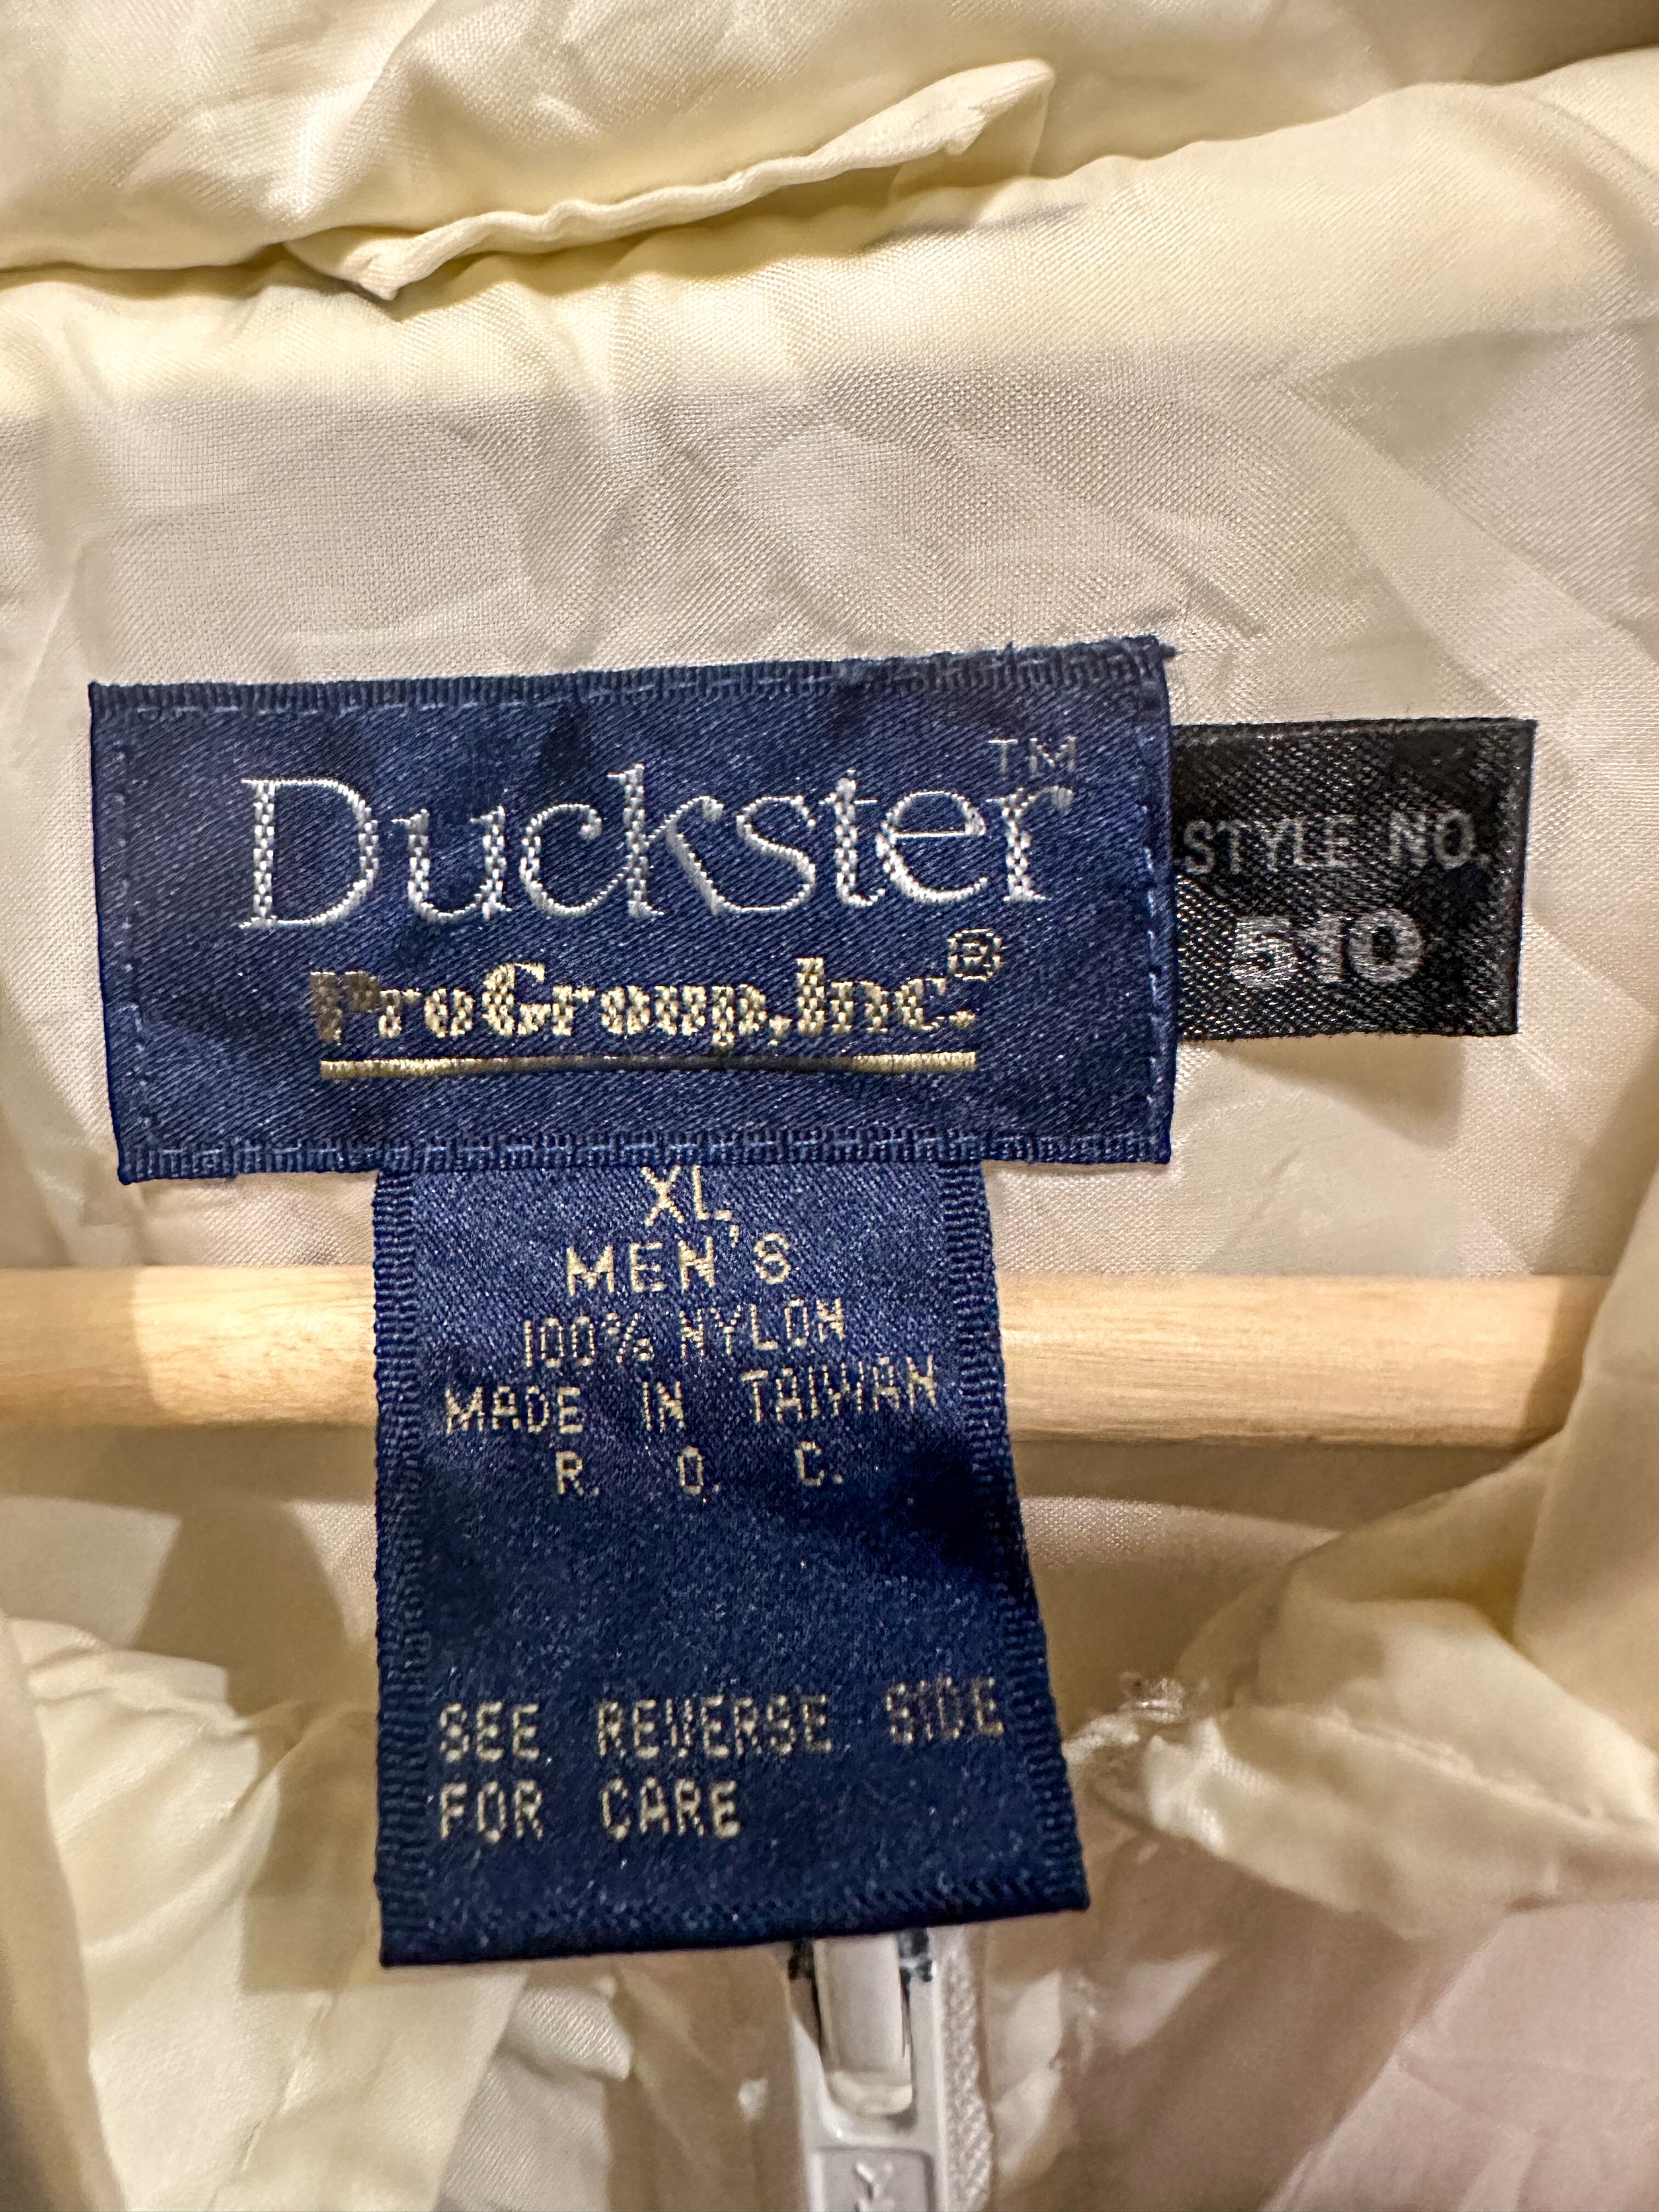 Duckster™
ProGroup, Inc.®
STYLE NO.
510
XL
MEN'S
100% NYLON
MADE IN TAIWAN
R. O. C.
SEE REVERSE SIDE
FOR CARE